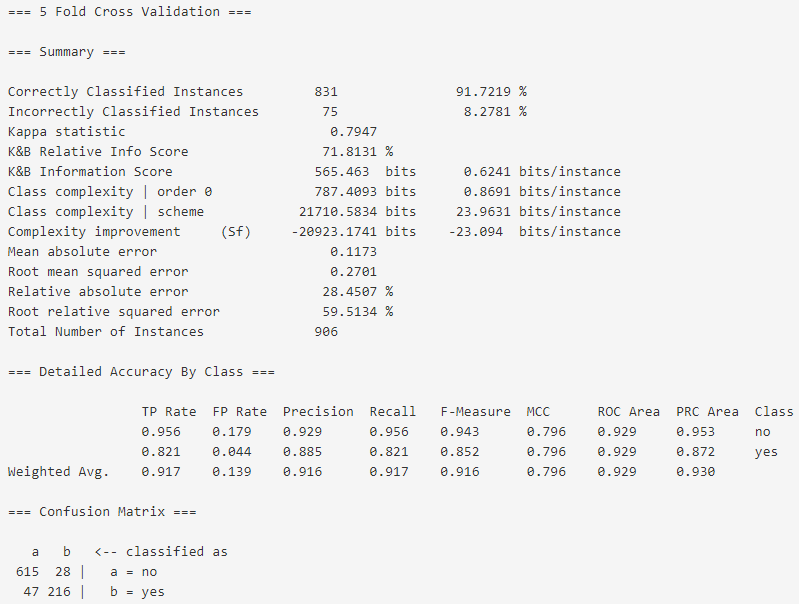 === 5 Fold Cross Validation ===
=== Summary ===
Correctly Classified Instances 831 91.7219 %
Incorrectly Classified Instances 75 8.2781 %
Kappa statistic 0.7947
K&B Relative Info Score 71.8131 %
K&B Information Score 565.463 bits 0.6241 bits/instance
Class complexity | order 0 787.4093 bits 0.8691 bits/instance
Class complexity | scheme 21710.5834 bits 23.9631 bits/instance
Complexity improvement (Sf) -20923.1741 bits -23.094 bits/instance
Mean absolute error 0.1173
Root mean squared error 0.2701
Relative absolute error 28.4507 %
Root relative squared error 59.5134 %
Total Number of Instances 906
=== Detailed Accuracy By Class ===
TP Rate FP Rate Precision Recall F-Measure MCC ROC Area PRC Area Class
0.956 0.179 0.929 0.956 0.943 0.796 0.929 0.953 no
0.821 0.044 0.885 0.821 0.852 0.796 0.929 0.872 yes
Weighted Avg. 0.917 0.139 0.916 0.917 0.916 0.796 0.929 0.930
=== Confusion Matrix ===
a b <-- classified as
615 28 | a = no
47 216 | b = yes